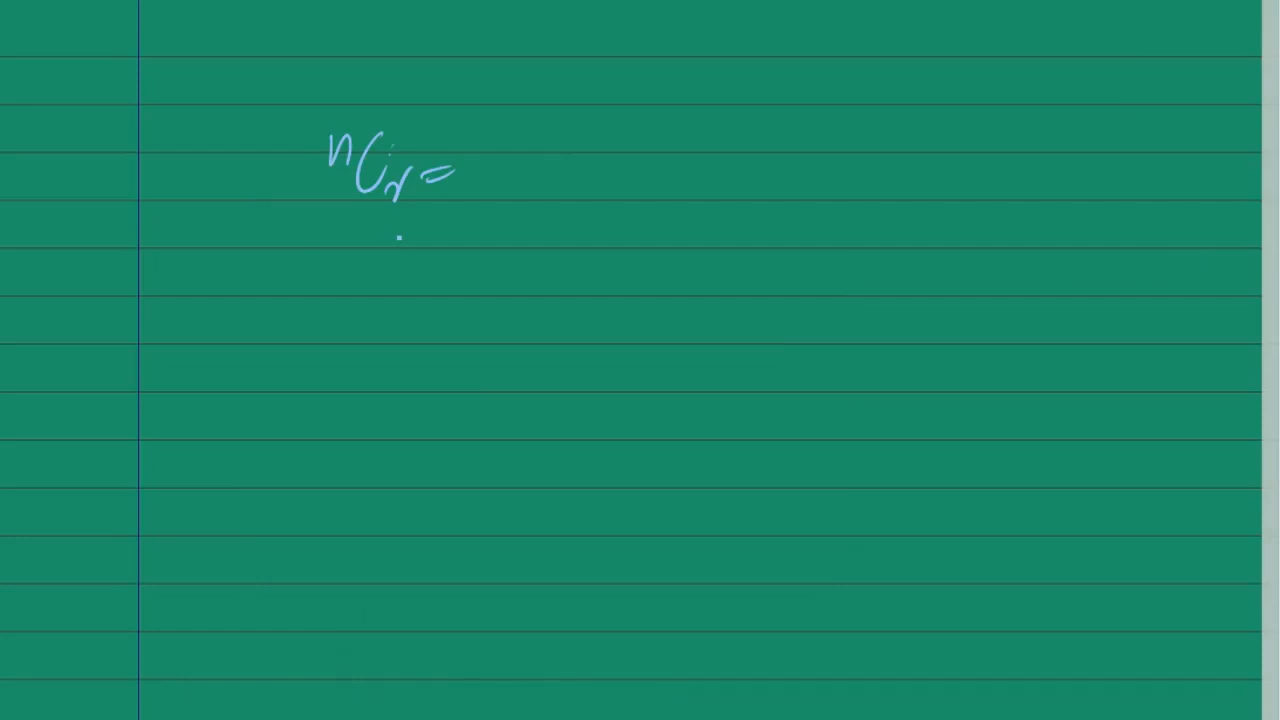 ⁿCᵣ =